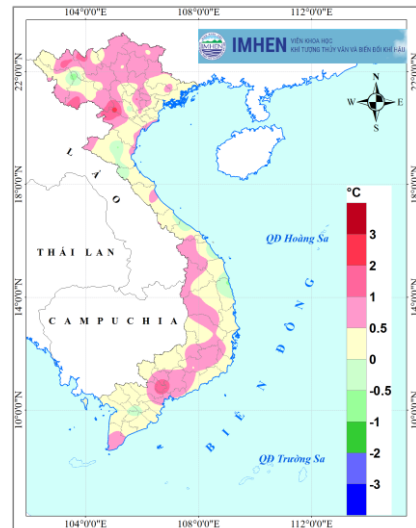 104°0'0"E 108°0'0"E 112°0'0"E
IMHEN VIỆN KHOA HỌC
KHÍ TƯỢNG THỦY VĂN VÀ BIẾN ĐỔI KHÍ HẬU
22°0'0"N
N
W E
S
LÀO
18°0'0"N
°C
THÁI LAN
QĐ Hoàng Sa
3
2
1
0.5
0
-0.5
-1
-2
-3
14°0'0"N
CAMPUCHIA
BIỂN ĐÔNG
10°0'0"N
QĐ Trường Sa
104°0'0"E 108°0'0"E 112°0'0"E